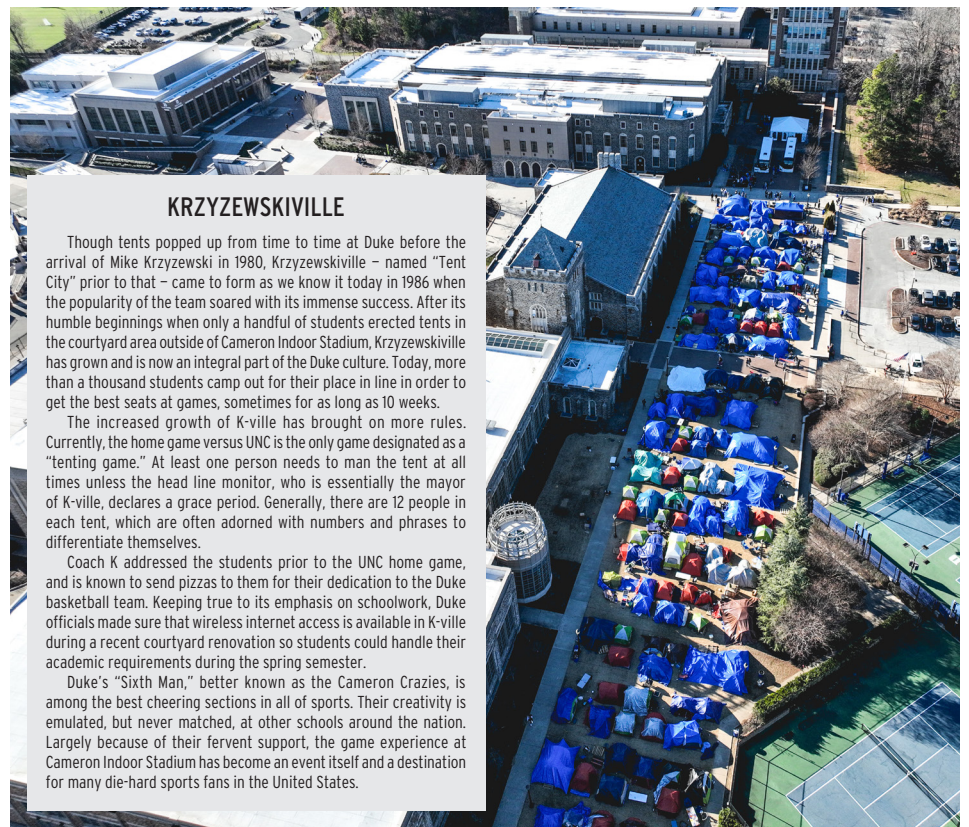 KRZYZEWSKIVILLE
Though tents popped up from time to time at Duke before the
arrival of Mike Krzyzewski in 1980, Krzyzewskiville – named “Tent
City” prior to that – came to form as we know it today in 1986 when
the popularity of the team soared with its immense success. After its
humble beginnings when only a handful of students erected tents in
the courtyard area outside of Cameron Indoor Stadium, Krzyzewskiville
has grown and is now an integral part of the Duke culture. Today, more
than a thousand students camp out for their place in line in order to
get the best seats at games, sometimes for as long as 10 weeks.
The increased growth of K-ville has brought on more rules.
Currently, the home game versus UNC is the only game designated as a
“tenting game.” At least one person needs to man the tent at all
times unless the head line monitor, who is essentially the mayor
of K-ville, declares a grace period. Generally, there are 12 people in
each tent, which are often adorned with numbers and phrases to
differentiate themselves.
Coach K addressed the students prior to the UNC home game,
and is known to send pizzas to them for their dedication to the Duke
basketball team. Keeping true to its emphasis on schoolwork, Duke
officials made sure that wireless internet access is available in K-ville
during a recent courtyard renovation so students could handle their
academic requirements during the spring semester.
Duke’s “Sixth Man,” better known as the Cameron Crazies, is
among the best cheering sections in all of sports. Their creativity is
emulated, but never matched, at other schools around the nation.
Largely because of their fervent support, the game experience at
Cameron Indoor Stadium has become an event itself and a destination
for many die-hard sports fans in the United States.